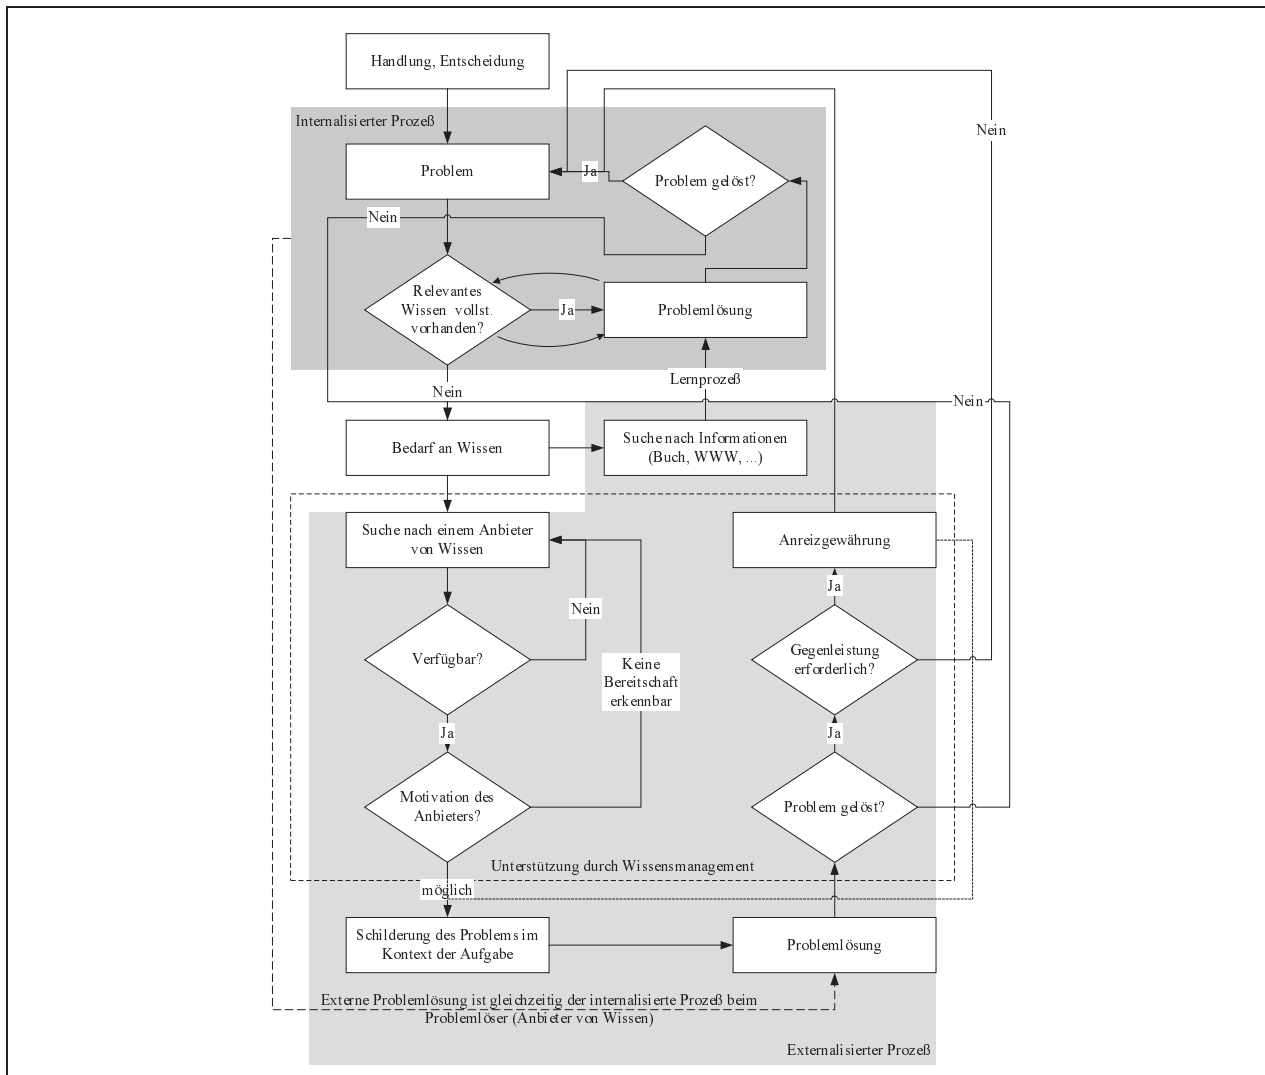 Handlung, Entscheidung
Internalisierter Prozeß
Problem
Ja
Problem gelöst?
Nein
Nein
Relevantes
Wissen vollst.
vorhanden?
Ja
Problemlösung
Lernprozeß
Nein
Nein
Bedarf an Wissen
Suche nach Informationen
(Buch, WWW, ...)
Suche nach einem Anbieter
von Wissen
Anreizgewährung
Nein
Ja
Verfügbar?
Keine
Bereitschaft
erkennbar
Gegenleistung
erforderlich?
Ja
Ja
Motivation des
Anbieters?
Problem gelöst?
Unterstützung durch Wissensmanagement
möglich
Schilderung des Problems im
Kontext der Aufgabe
Problemlösung
Externe Problemlösung ist gleichzeitig der internalisierte Prozeß beim
Problemlöser (Anbieter von Wissen)
Externalisierter Prozeß